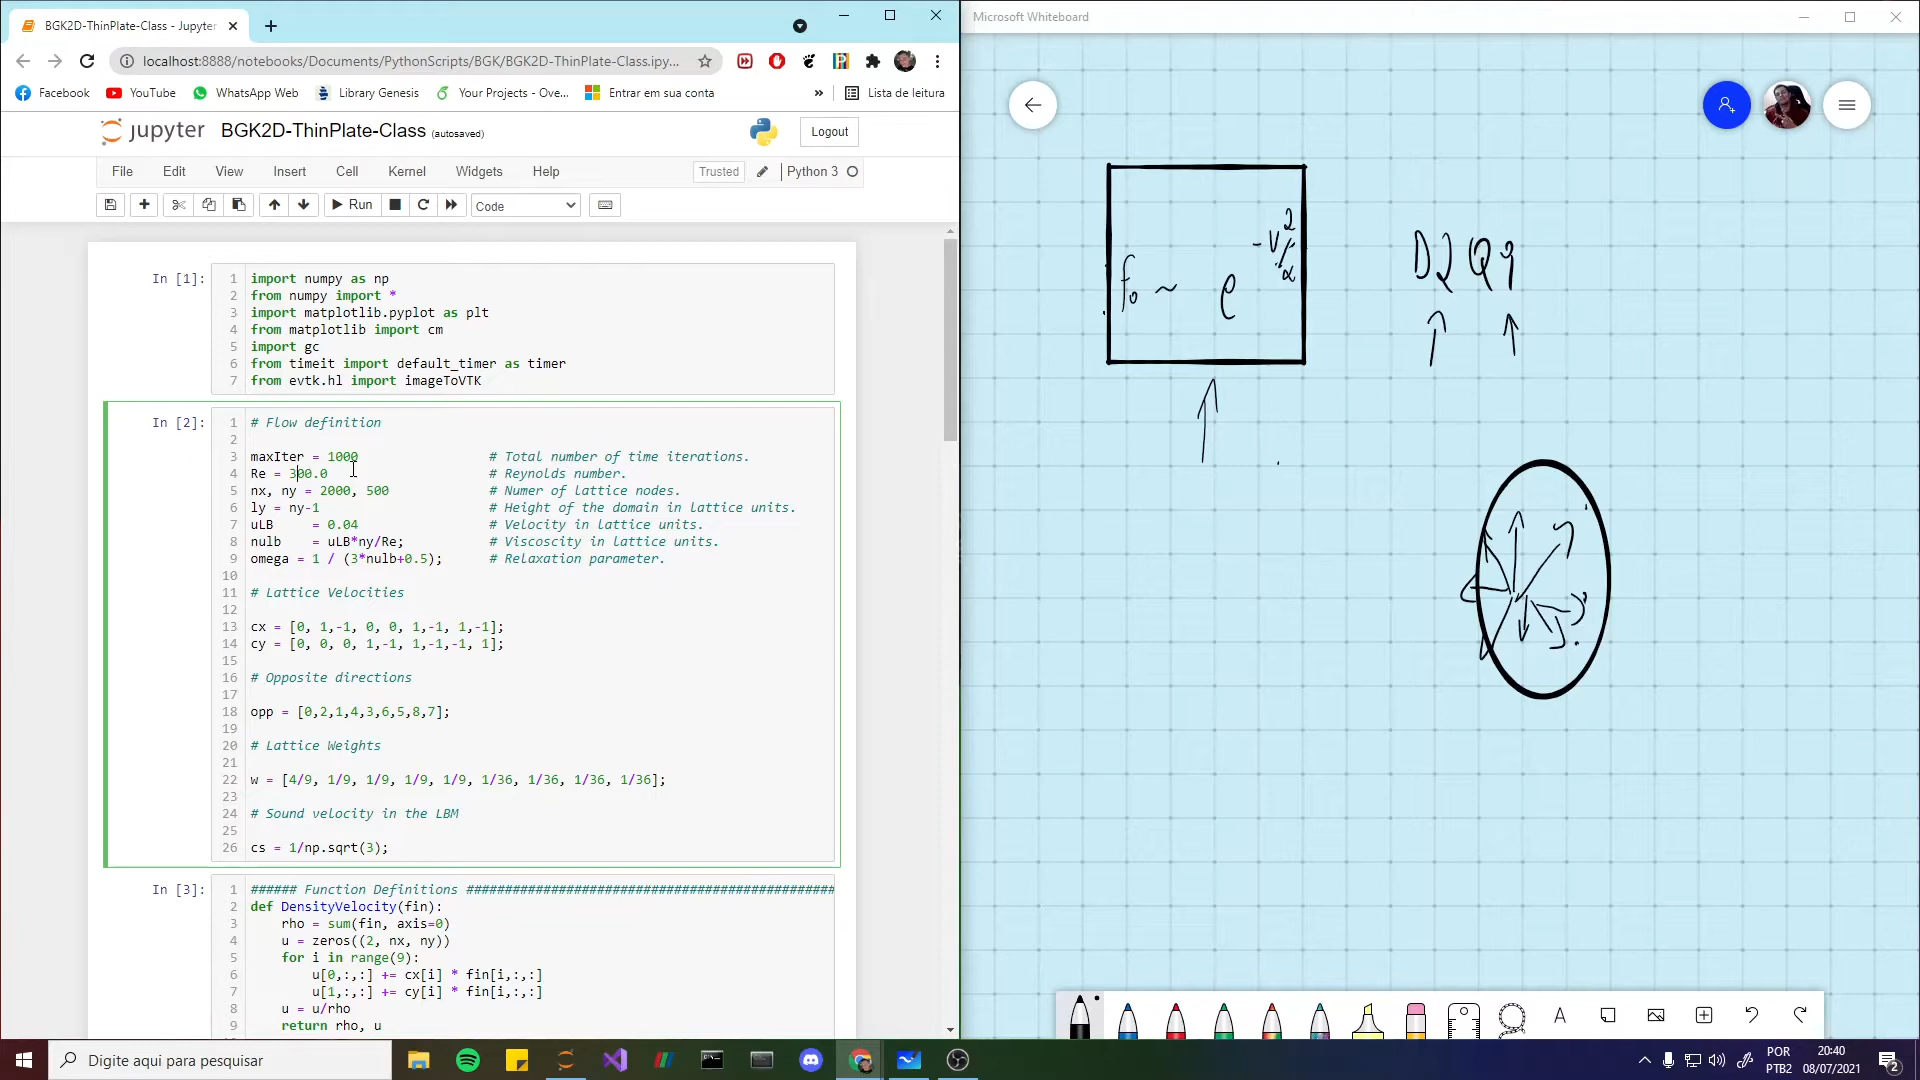 BGK2D-ThinPlate-Class - Jupyter
localhost:8888/notebooks/Documents/PythonScripts/BGK/BGK2D-ThinPlate-Class.ipy...
Facebook YouTube WhatsApp Web Library Genesis Your Projects - Ove... Entrar em sua conta » Lista de leitura
jupyter BGK2D-ThinPlate-Class (autosaved) Logout
File Edit View Insert Cell Kernel Widgets Help Trusted Python 3
Run Code
In [1]:
1 import numpy as np
2 from numpy import *
3 import matplotlib.pyplot as plt
4 from matplotlib import cm
5 import gc
6 from timeit import default_timer as timer
7 from evtk.hl import imageToVTK
In [2]:
1 # Flow definition
2
3 maxIter = 1000 # Total number of time iterations.
4 Re = 300.0 # Reynolds number.
5 nx, ny = 2000, 500 # Numer of lattice nodes.
6 ly = ny-1 # Height of the domain in lattice units.
7 uLB = 0.04 # Velocity in lattice units.
8 nulb = uLB*ny/Re; # Viscoscity in lattice units.
9 omega = 1 / (3*nulb+0.5); # Relaxation parameter.
10
11 # Lattice Velocities
12
13 cx = [0, 1,-1, 0, 0, 1,-1, 1,-1];
14 cy = [0, 0, 0, 1,-1, 1,-1,-1, 1];
15
16 # Opposite directions
17
18 opp = [0,2,1,4,3,6,5,8,7];
19
20 # Lattice Weights
21
22 w = [4/9, 1/9, 1/9, 1/9, 1/9, 1/36, 1/36, 1/36, 1/36];
23
24 # Sound velocity in the LBM
25
26 cs = 1/np.sqrt(3);
In [3]:
1 ###### Function Definitions ################################################
2 def DensityVelocity(fin):
3 rho = sum(fin, axis=0)
4 u = zeros((2, nx, ny))
5 for i in range(9):
6 u[0,:,:] += cx[i] * fin[i,:,:]
7 u[1,:,:] += cy[i] * fin[i,:,:]
8 u = u/rho
9 return rho, u
Microsoft Whiteboard
f₀ ~ e^(-v²/α)
D2Q9
Digite aqui para pesquisar
POR
PTB2
20:40
08/07/2021
2